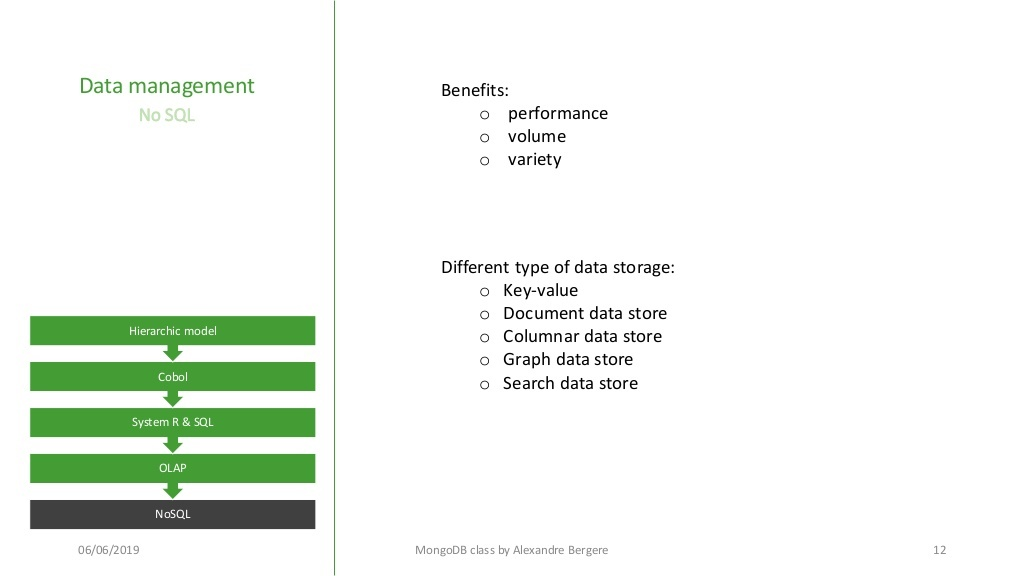 Data management
No SQL
Hierarchic model
Cobol
System R & SQL
OLAP
NoSQL
Benefits:
o performance
o volume
o variety
Different type of data storage:
o Key-value
o Document data store
o Columnar data store
o Graph data store
o Search data store
06/06/2019
MongoDB class by Alexandre Bergere
12